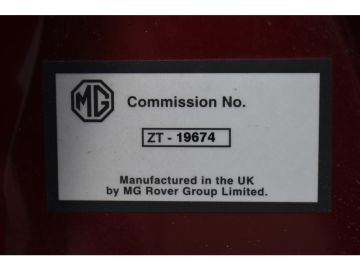 MG
Commission No.
ZT - 19674
Manufactured in the UK
by MG Rover Group Limited.